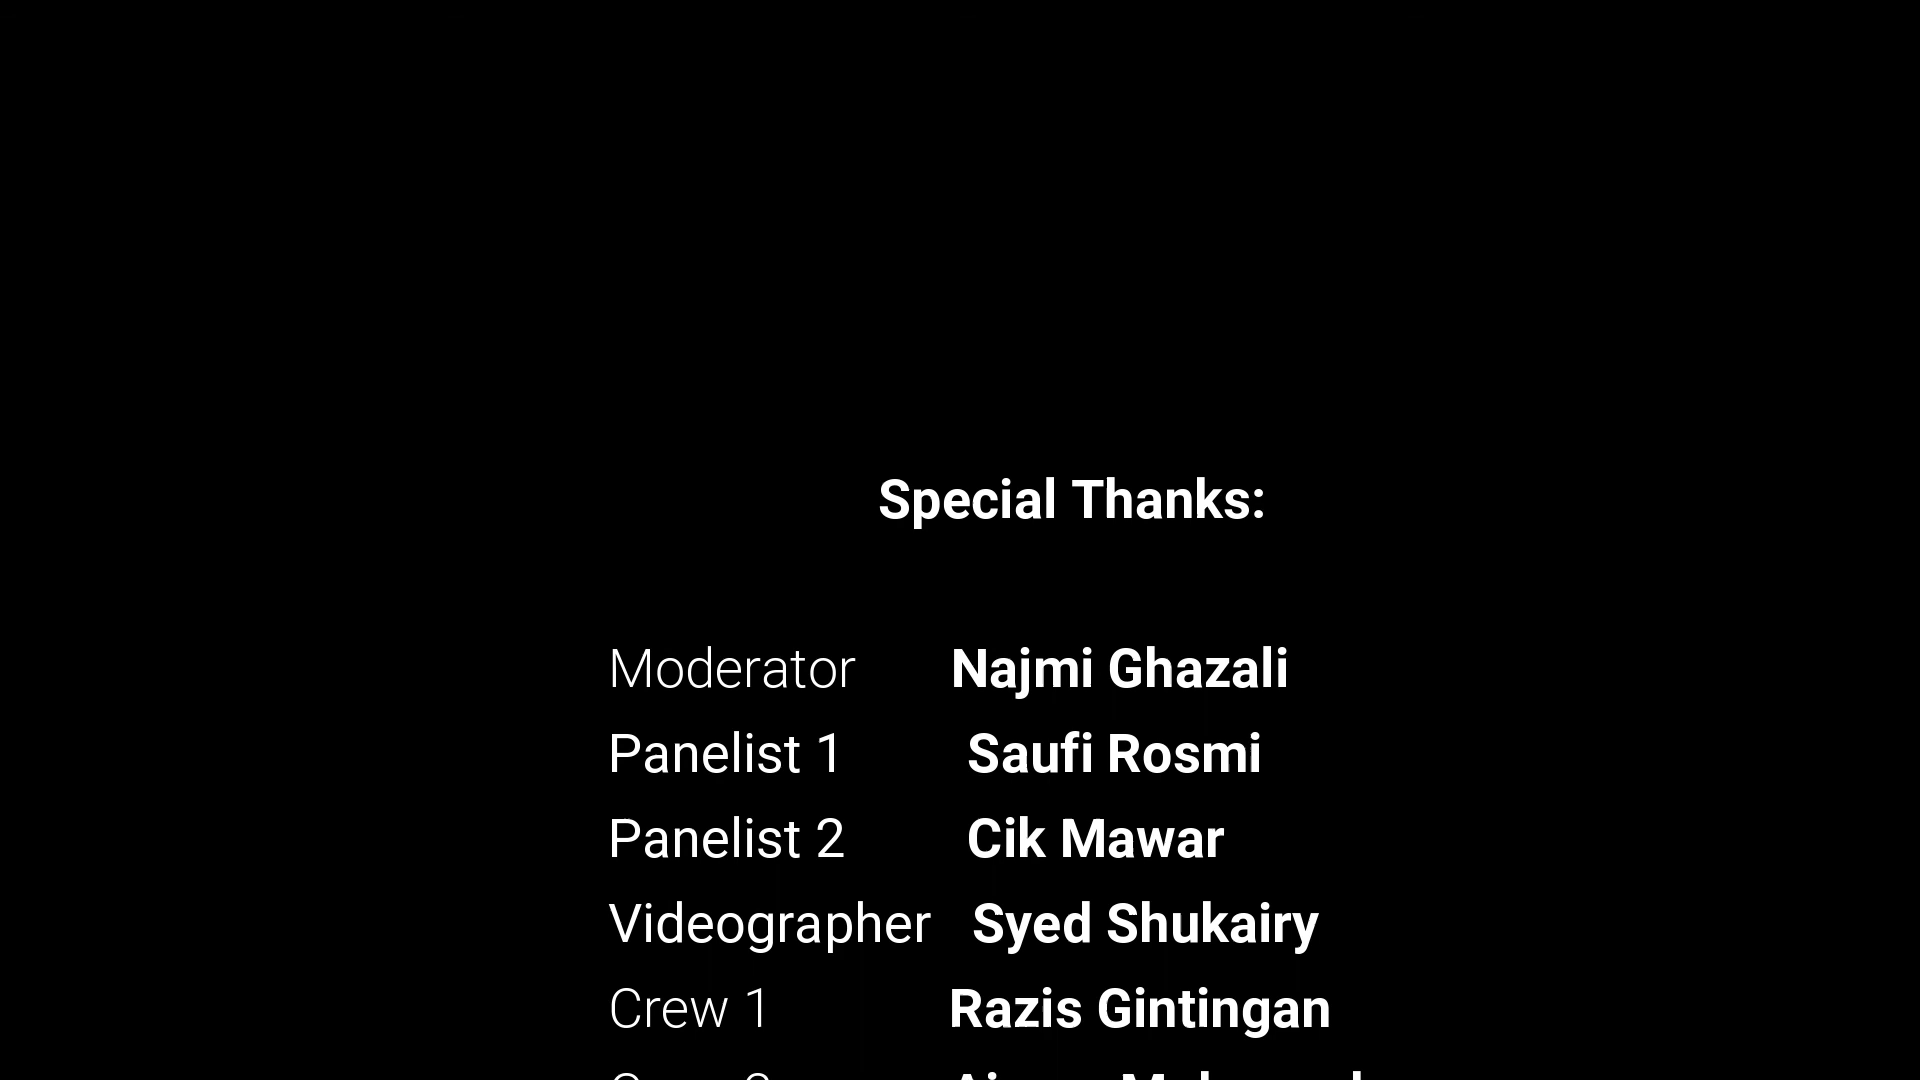 Special Thanks:
Moderator Najmi Ghazali
Panelist 1 Saufi Rosmi
Panelist 2 Cik Mawar
Videographer Syed Shukairy
Crew 1 Razis Gintingan